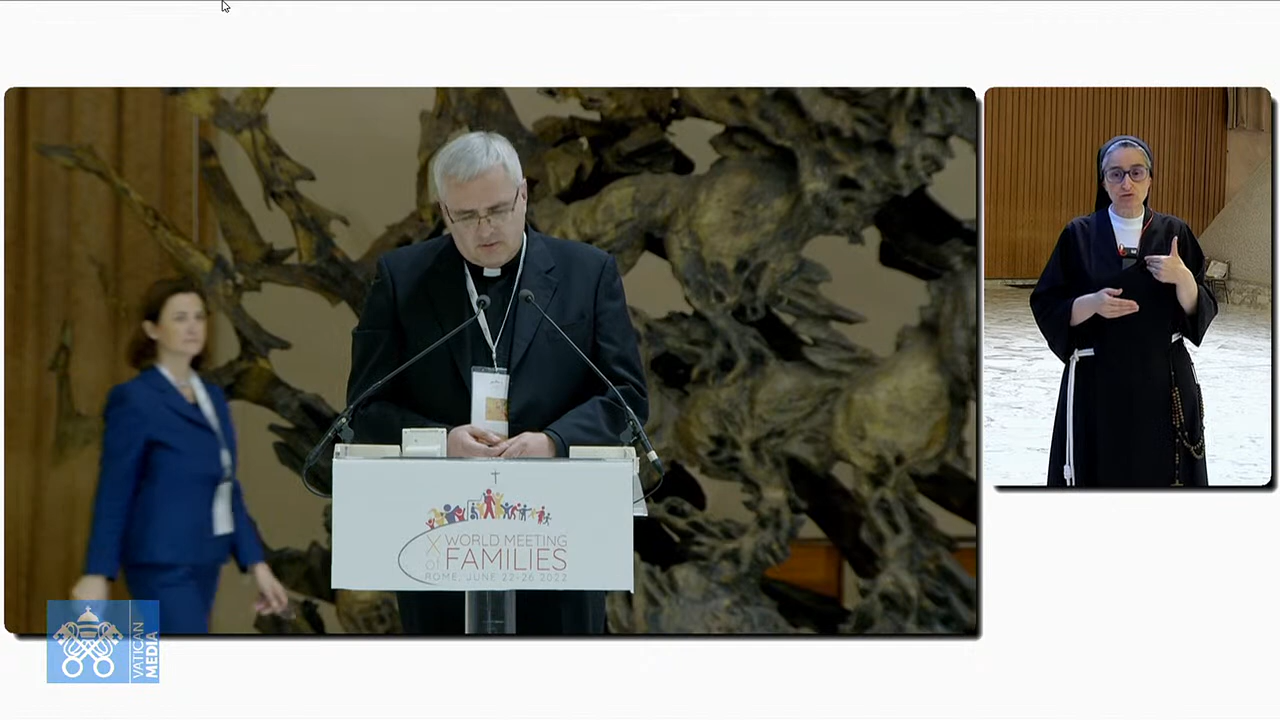 X WORLD MEETING
of FAMILIES
ROME, JUNE 22-26 2022
VATICAN
MEDIA